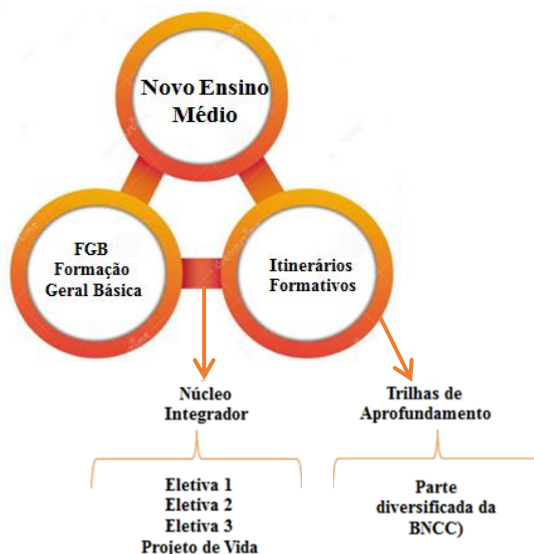 Novo Ensino
Médio
FGB
Formação
Geral Básica
Itinerários
Formativos
Núcleo
Integrador
Trilhas de
Aprofundamento
Eletiva 1
Eletiva 2
Eletiva 3
Projeto de Vida
Parte
diversificada da
BNCC)